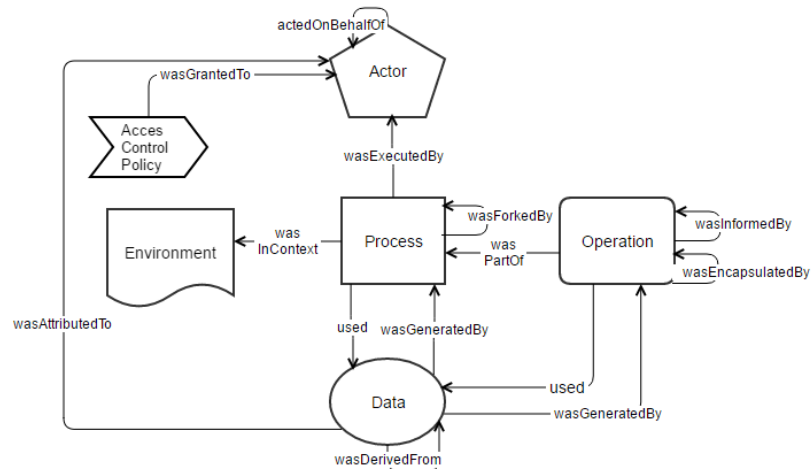 actedOnBehalfOf
Actor
wasGrantedTo
Acces
Control
Policy
wasExecutedBy
wasForkedBy
wasInformedBy
Environment
was
InContext
Process
was
PartOf
Operation
wasEncapsulatedBy
wasAttributedTo
used
wasGeneratedBy
used
Data
wasGeneratedBy
wasDerivedFrom